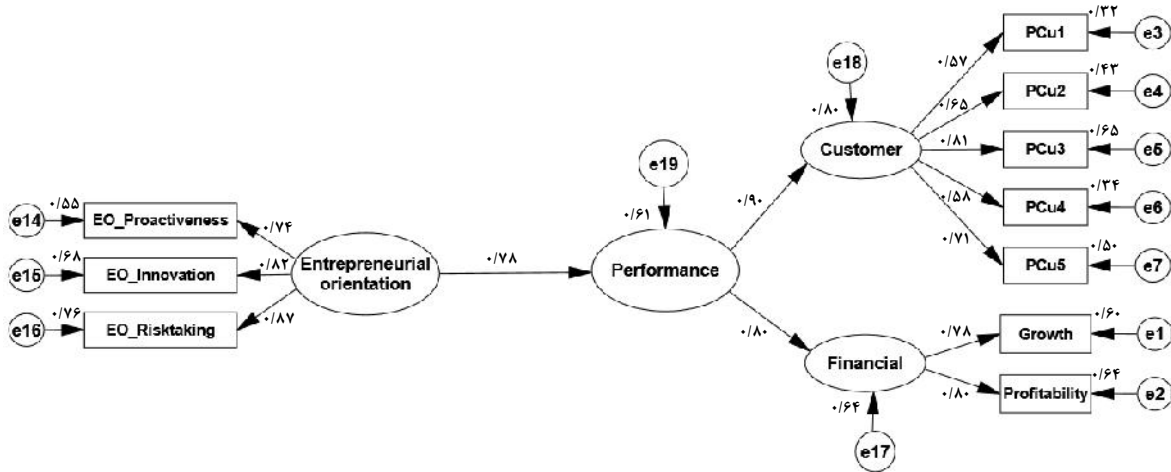 ۰/۳۲
PCu1
e3
e18
۰/۵۷
۰/۴۳
PCu2
e4
۰/۸۰
۰/۶۵
Customer
۰/۸۱
۰/۶۵
PCu3
e5
e19
۰/۵۸
۰/۳۴
PCu4
e6
۰/۹۰
۰/۷۱
۰/۵۰
PCu5
e7
۰/۵۵
e14
EO_Proactiveness
۰/۷۴
۰/۶۱
۰/۶۸
e15
EO_Innovation
۰/۸۲
Entrepreneurial
orientation
۰/۷۸
Performance
۰/۷۶
e16
EO_Risktaking
۰/۸۷
۰/۸۰
۰/۷۸
۰/۶۰
Growth
e1
Financial
۰/۸۰
۰/۶۴
Profitability
e2
۰/۶۴
e17